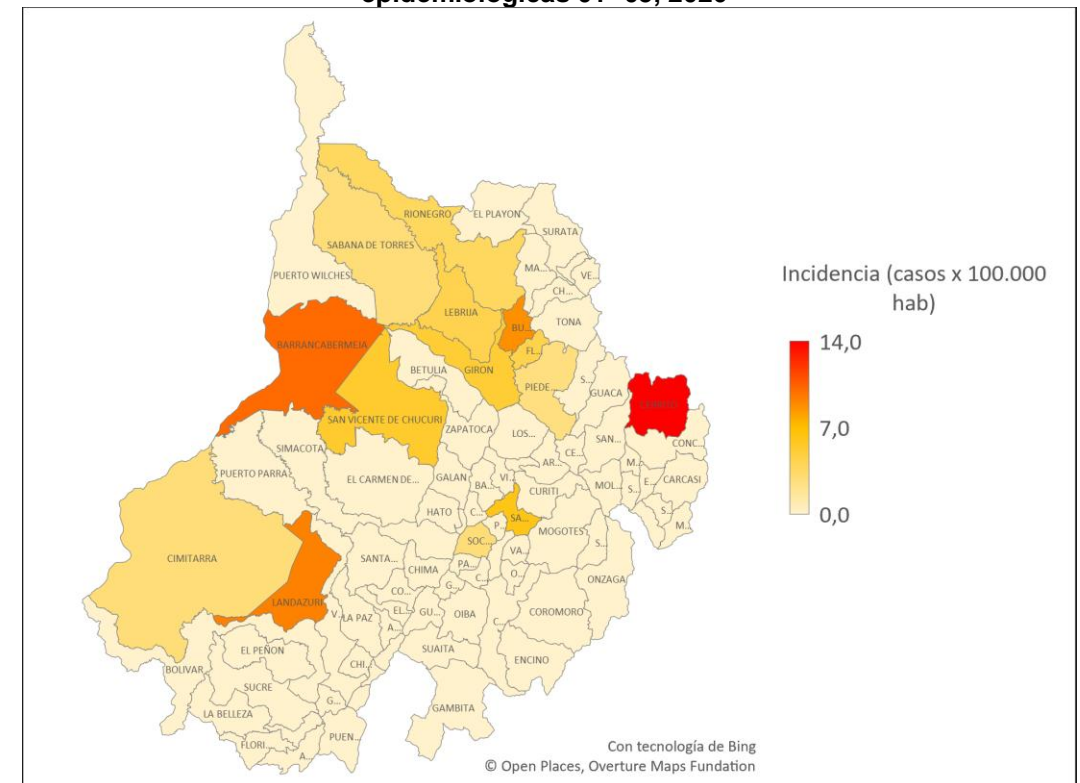 RIONEGRO
EL PLAYON
SURATA
SABANA DE TORRES
MA...
VE...
PUERTO WILCHES
CH...
LEBRIJA
TONA
BU...
BARRANCABERMEJA
FL...
BETULIA
GIRON
PIEDE...
S...
GUACA
SAN VICENTE DE CHUCURI
ZAPATOCA
LOS...
SAN...
CONC...
SIMACOTA
CE...
AR...
M...
PUERTO PARRA
EL CARMEN DE...
GALAN
VI...
BA...
CURITI
MOL...
S...
E...
CARCASI
HATO
C...
SA...
P...
MOGOTES
S...
M...
SOC...
VA...
S...
CIMITARRA
SANTA...
CHIMA
PA...
C...
O...
ONZAGA
CO...
G...
LANDAZURI
V...
LA PAZ
EL...
GU...
OIBA
COROMORO
A...
EL PEÑON
SUAITA
BOLIVAR
CHI...
ENCINO
SUCRE
G...
LA BELLEZA
GAMBITA
FLORI...
PUEN...
A...
Incidencia (casos x 100.000
hab)
14,0
7,0
0,0
Con tecnología de Bing
© Open Places, Overture Maps Fundation